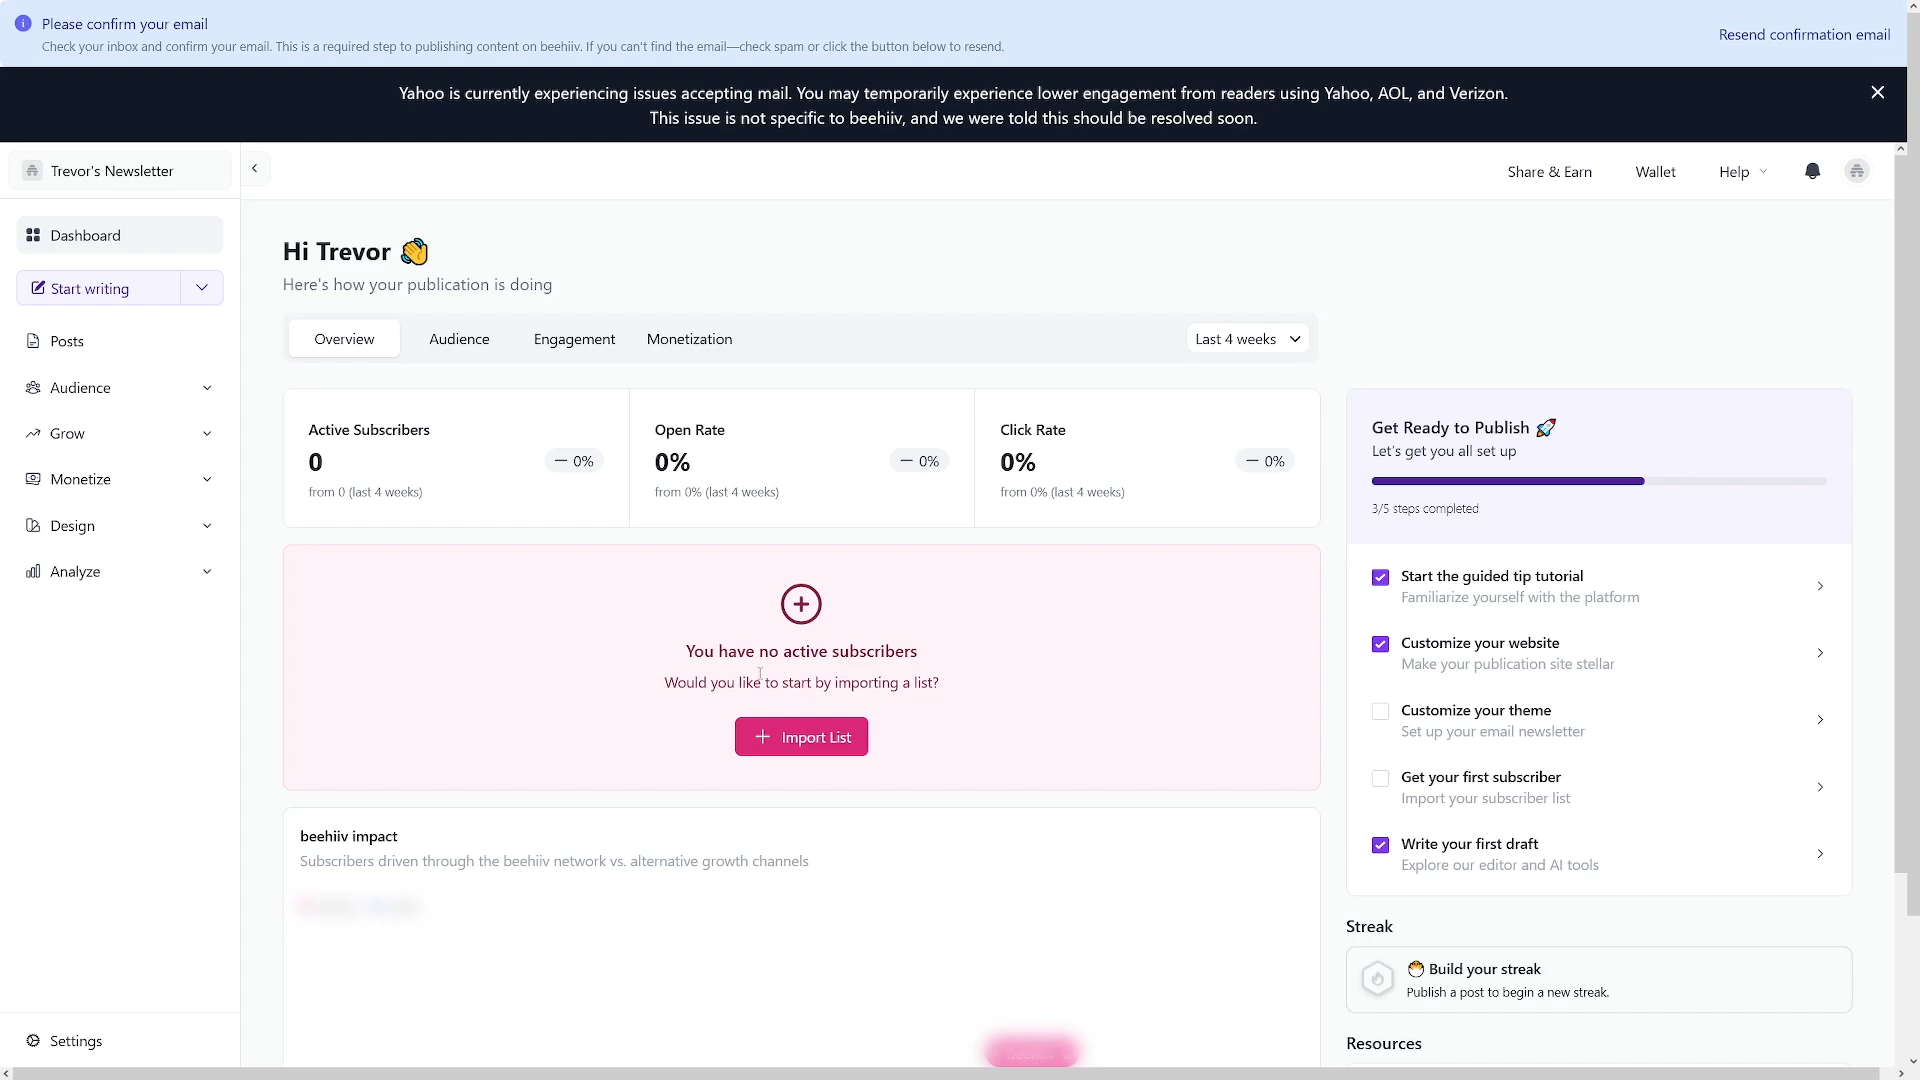 Please confirm your email
Check your inbox and confirm your email. This is a required step to publishing content on beehiiv. If you can't find the email—check spam or click the button below to resend.
Resend confirmation email
Yahoo is currently experiencing issues accepting mail. You may temporarily experience lower engagement from readers using Yahoo, AOL, and Verizon.
This issue is not specific to beehiiv, and we were told this should be resolved soon.
Trevor's Newsletter
Share & Earn
Wallet
Help
Dashboard
Start writing
Posts
Audience
Grow
Monetize
Design
Analyze
Settings
Hi Trevor 👋
Here's how your publication is doing
Overview
Audience
Engagement
Monetization
Last 4 weeks
Active Subscribers
0
— 0%
from 0 (last 4 weeks)
Open Rate
0%
— 0%
from 0% (last 4 weeks)
Click Rate
0%
— 0%
from 0% (last 4 weeks)
You have no active subscribers
Would you like to start by importing a list?
Import List
beehiiv impact
Subscribers driven through the beehiiv network vs. alternative growth channels
Get Ready to Publish 🚀
Let's get you all set up
3/5 steps completed
Start the guided tip tutorial
Familiarize yourself with the platform
Customize your website
Make your publication site stellar
Customize your theme
Set up your email newsletter
Get your first subscriber
Import your subscriber list
Write your first draft
Explore our editor and AI tools
Streak
🐣 Build your streak
Publish a post to begin a new streak.
Resources